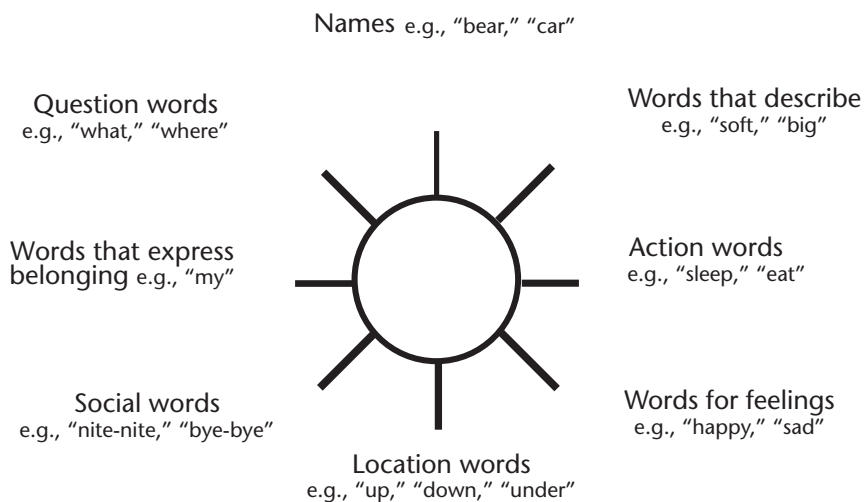 Names e.g., “bear,” “car”
Question words
e.g., “what,” “where”
Words that describe
e.g., “soft,” “big”
Words that express
belonging e.g., “my”
Action words
e.g., “sleep,” “eat”
Social words
e.g., “nite-nite,” “bye-bye”
Words for feelings
e.g., “happy,” “sad”
Location words
e.g., “up,” “down,” “under”